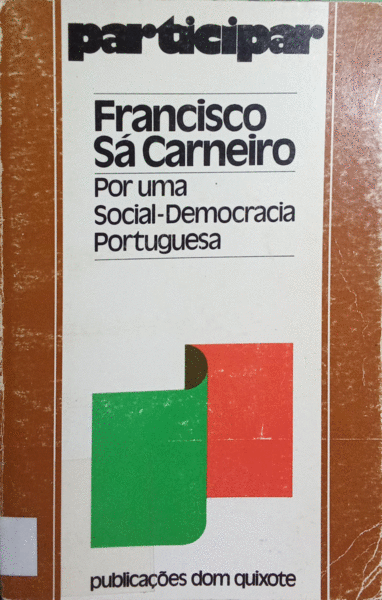 participar
Francisco
Sá Carneiro
Por uma
Social-Democracia
Portuguesa
publicações dom quixote